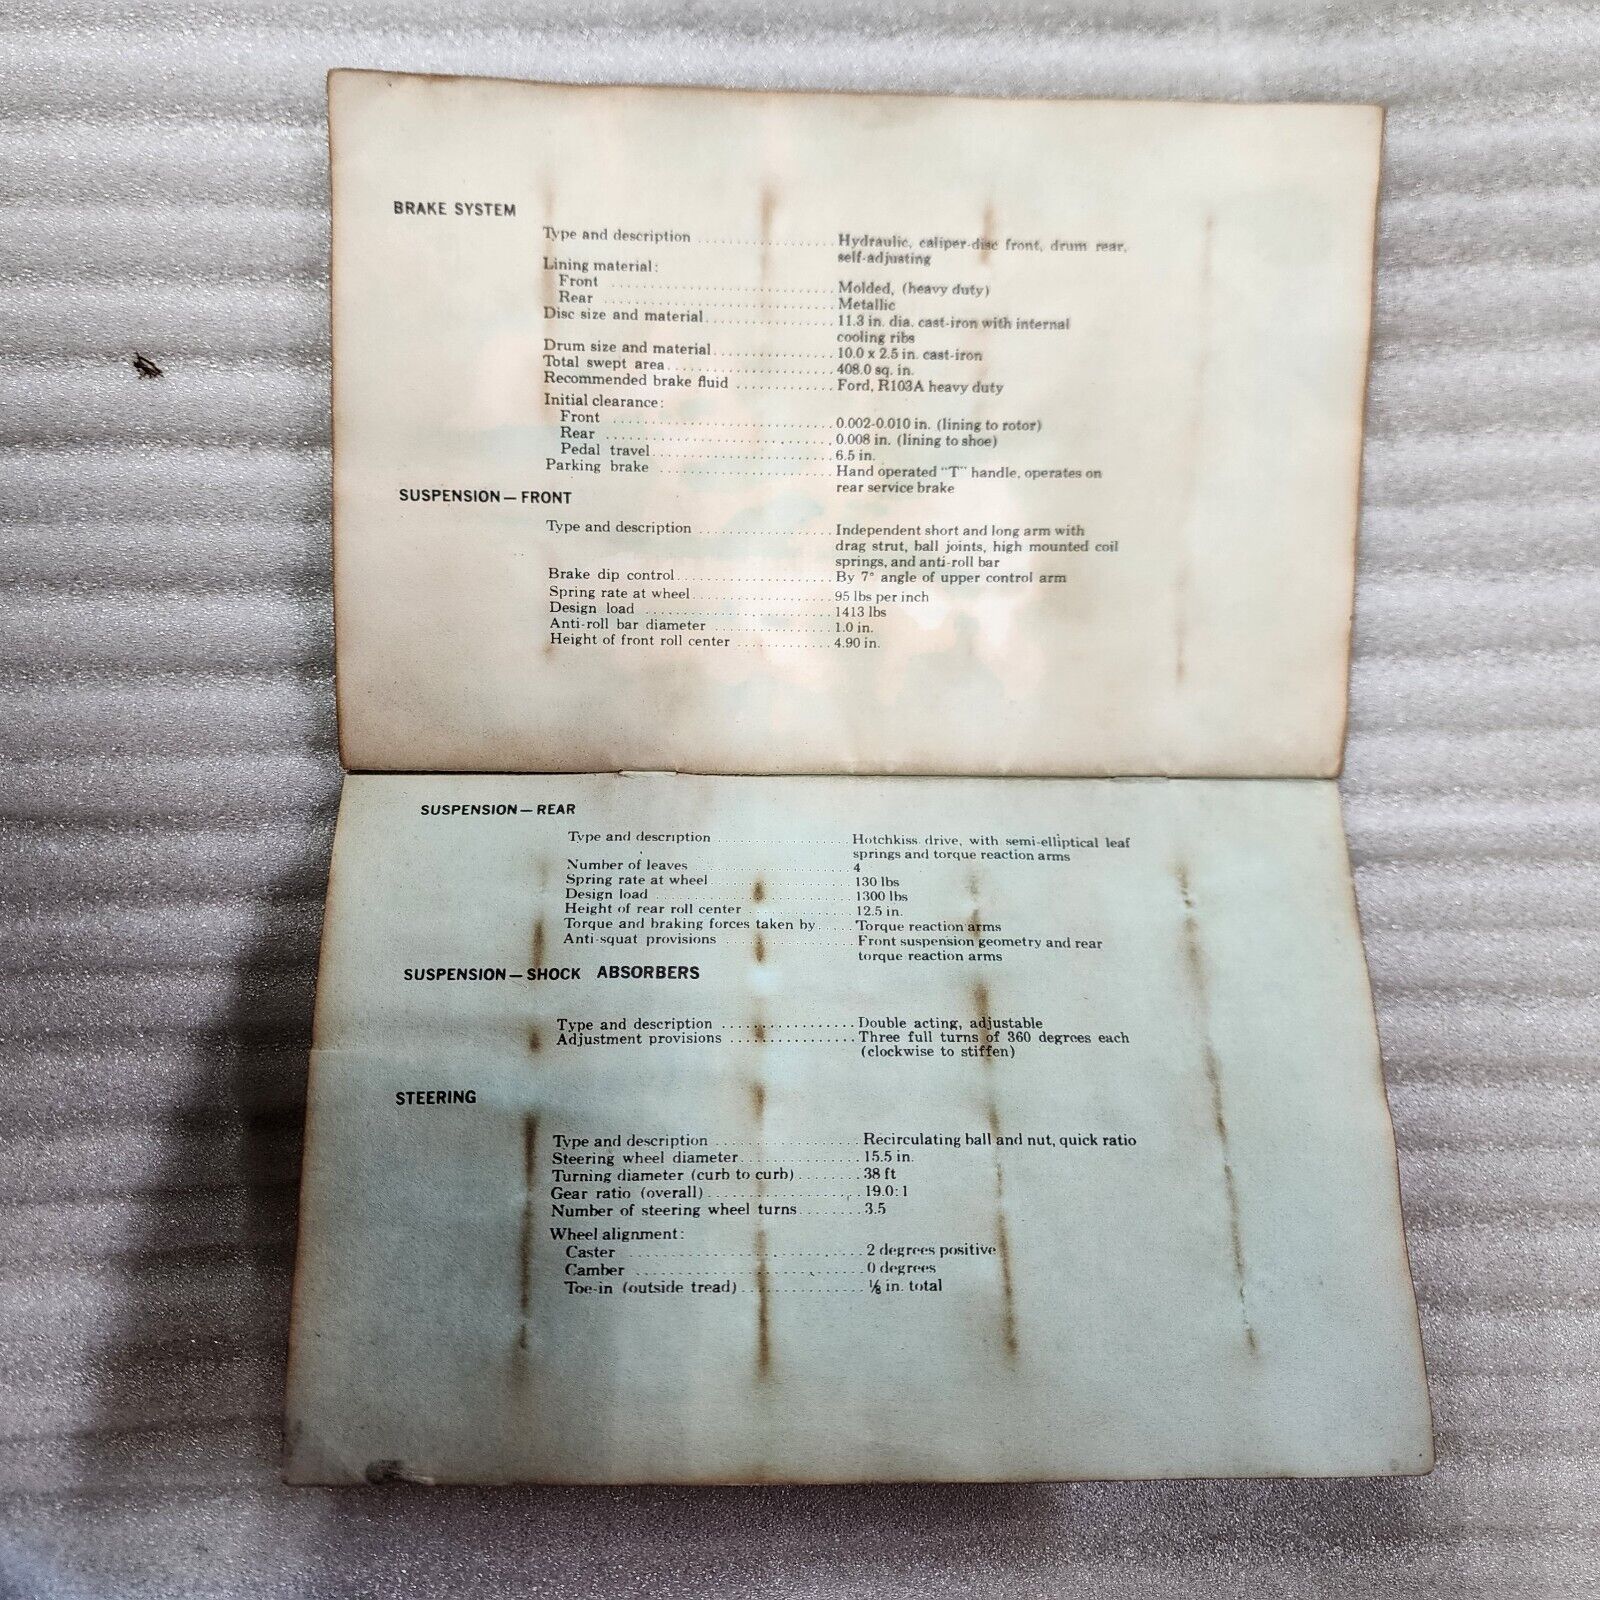 BRAKE SYSTEM
Type and description .................. Hydraulic, caliper-disc front, drum rear,
self-adjusting
Lining material:
Front ............................. Molded, (heavy duty)
Rear .............................. Metallic
Disc size and material ................ 11.3 in. dia. cast-iron with internal
cooling ribs
Drum size and material ............... 10.0 x 2.5 in. cast-iron
Total swept area ..................... 408.0 sq. in.
Recommended brake fluid ............ Ford, R103A heavy duty
Initial clearance:
Front ............................. 0.002-0.010 in. (lining to rotor)
Rear .............................. 0.008 in. (lining to shoe)
Pedal travel ....................... 6.5 in.
Parking brake ..................... Hand operated "T" handle, operates on
rear service brake
SUSPENSION — FRONT
Type and description ................. Independent short and long arm with
drag strut, ball joints, high mounted coil
springs, and anti-roll bar
Brake dip control .................... By 7° angle of upper control arm
Spring rate at wheel .................. 95 lbs per inch
Design load ........................ 1413 lbs
Anti-roll bar diameter ............... 1.0 in.
Height of front roll center ............ 4.90 in.
SUSPENSION — REAR
Type and description ................. Hotchkiss drive, with semi-elliptical leaf
springs and torque reaction arms
Number of leaves .................... 4
Spring rate at wheel .................. 130 lbs
Design load ......................... 1300 lbs
Height of rear roll center ............. 12.5 in.
Torque and braking forces taken by ..... Torque reaction arms
Anti-squat provisions ................ Front suspension geometry and rear
torque reaction arms
SUSPENSION — SHOCK ABSORBERS
Type and description ................. Double acting, adjustable
Adjustment provisions ................ Three full turns of 360 degrees each
(clockwise to stiffen)
STEERING
Type and description .................. Recirculating ball and nut, quick ratio
Steering wheel diameter ............... 15.5 in.
Turning diameter (curb to curb) ........ 38 ft
Gear ratio (overall) ................... 19.0:1
Number of steering wheel turns ........ 3.5
Wheel alignment:
Caster ............................. 2 degrees positive
Camber ............................ 0 degrees
Toe-in (outside tread) ............... ⅛ in. total